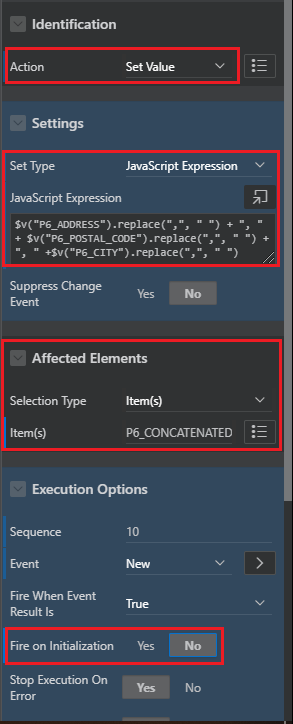 Identification
Action Set Value
Settings
Set Type JavaScript Expression
JavaScript Expression
$v("P6_ADDRESS").replace(",", " ") + ", "
+ $v("P6_POSTAL_CODE").replace(",", " ") +
", " +$v("P6_CITY").replace(",", " ")
Suppress Change
Event
Yes No
Affected Elements
Selection Type Item(s)
Item(s) P6_CONCATENATED
Execution Options
Sequence 10
Event New
Fire When Event
Result Is
True
Fire on Initialization Yes No
Stop Execution On
Error
Yes No